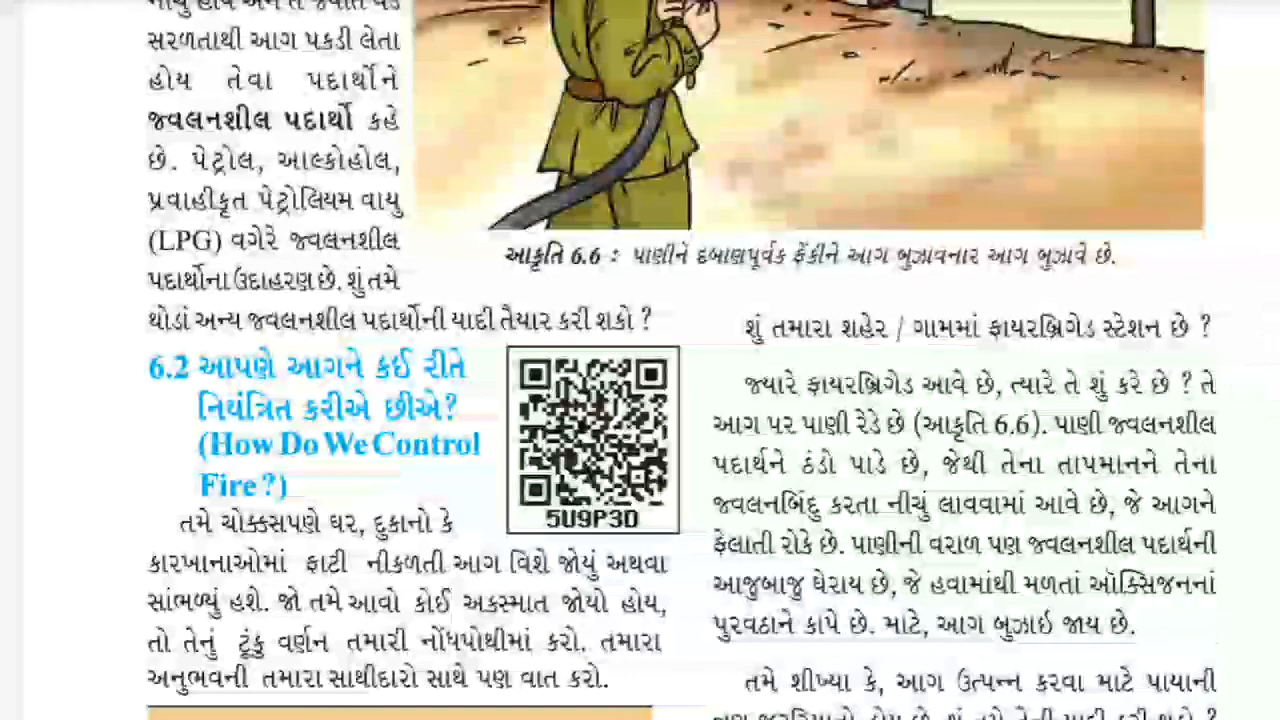 સરળતાથી આગ પકડી લેતા
હોય તેવા પદાર્થોને
જ્વલનશીલ પદાર્થો કહે
છે. પેટ્રોલ, આલ્કોહોલ,
પ્રવાહીકૃત પેટ્રોલિયમ વાયુ
(LPG) વગેરે જ્વલનશીલ
પદાર્થોના ઉદાહરણ છે. શું તમે
થોડાં અન્ય જ્વલનશીલ પદાર્થોની યાદી તૈયાર કરી શકો ?
6.2 આપણે આગને કઈ રીતે
નિયંત્રિત કરીએ છીએ?
(How Do We Control
Fire ?)
5U9P3D
તમે ચોક્કસપણે ઘર, દુકાનો કે
કારખાનાઓમાં ફાટી નીકળતી આગ વિશે જોયું અથવા
સાંભળ્યું હશે. જો તમે આવો કોઈ અકસ્માત જોયો હોય,
તો તેનું ટૂંકુ વર્ણન તમારી નોંધપોથીમાં કરો. તમારા
અનુભવની તમારા સાથીદારો સાથે પણ વાત કરો.
આકૃતિ 6.6 : પાણીને દબાણપૂર્વક ફેંકીને આગ બુઝાવનાર આગ બુઝાવે છે.
શું તમારા શહેર / ગામમાં ફાયરબ્રિગેડ સ્ટેશન છે ?
જ્યારે ફાયરબ્રિગેડ આવે છે, ત્યારે તે શું કરે છે ? તે
આગ પર પાણી રેડે છે (આકૃતિ 6.6). પાણી જ્વલનશીલ
પદાર્થને ઠંડો પાડે છે, જેથી તેના તાપમાનને તેના
જ્વલનબિંદુ કરતા નીચું લાવવામાં આવે છે, જે આગને
ફેલાતી રોકે છે. પાણીની વરાળ પણ જ્વલનશીલ પદાર્થની
આજુબાજુ ઘેરાય છે, જે હવામાંથી મળતાં ઑક્સિજનનાં
પુરવઠાને કાપે છે. માટે, આગ બુઝાઇ જાય છે.
તમે શીખ્યા કે, આગ ઉત્પન્ન કરવા માટે પાયાની